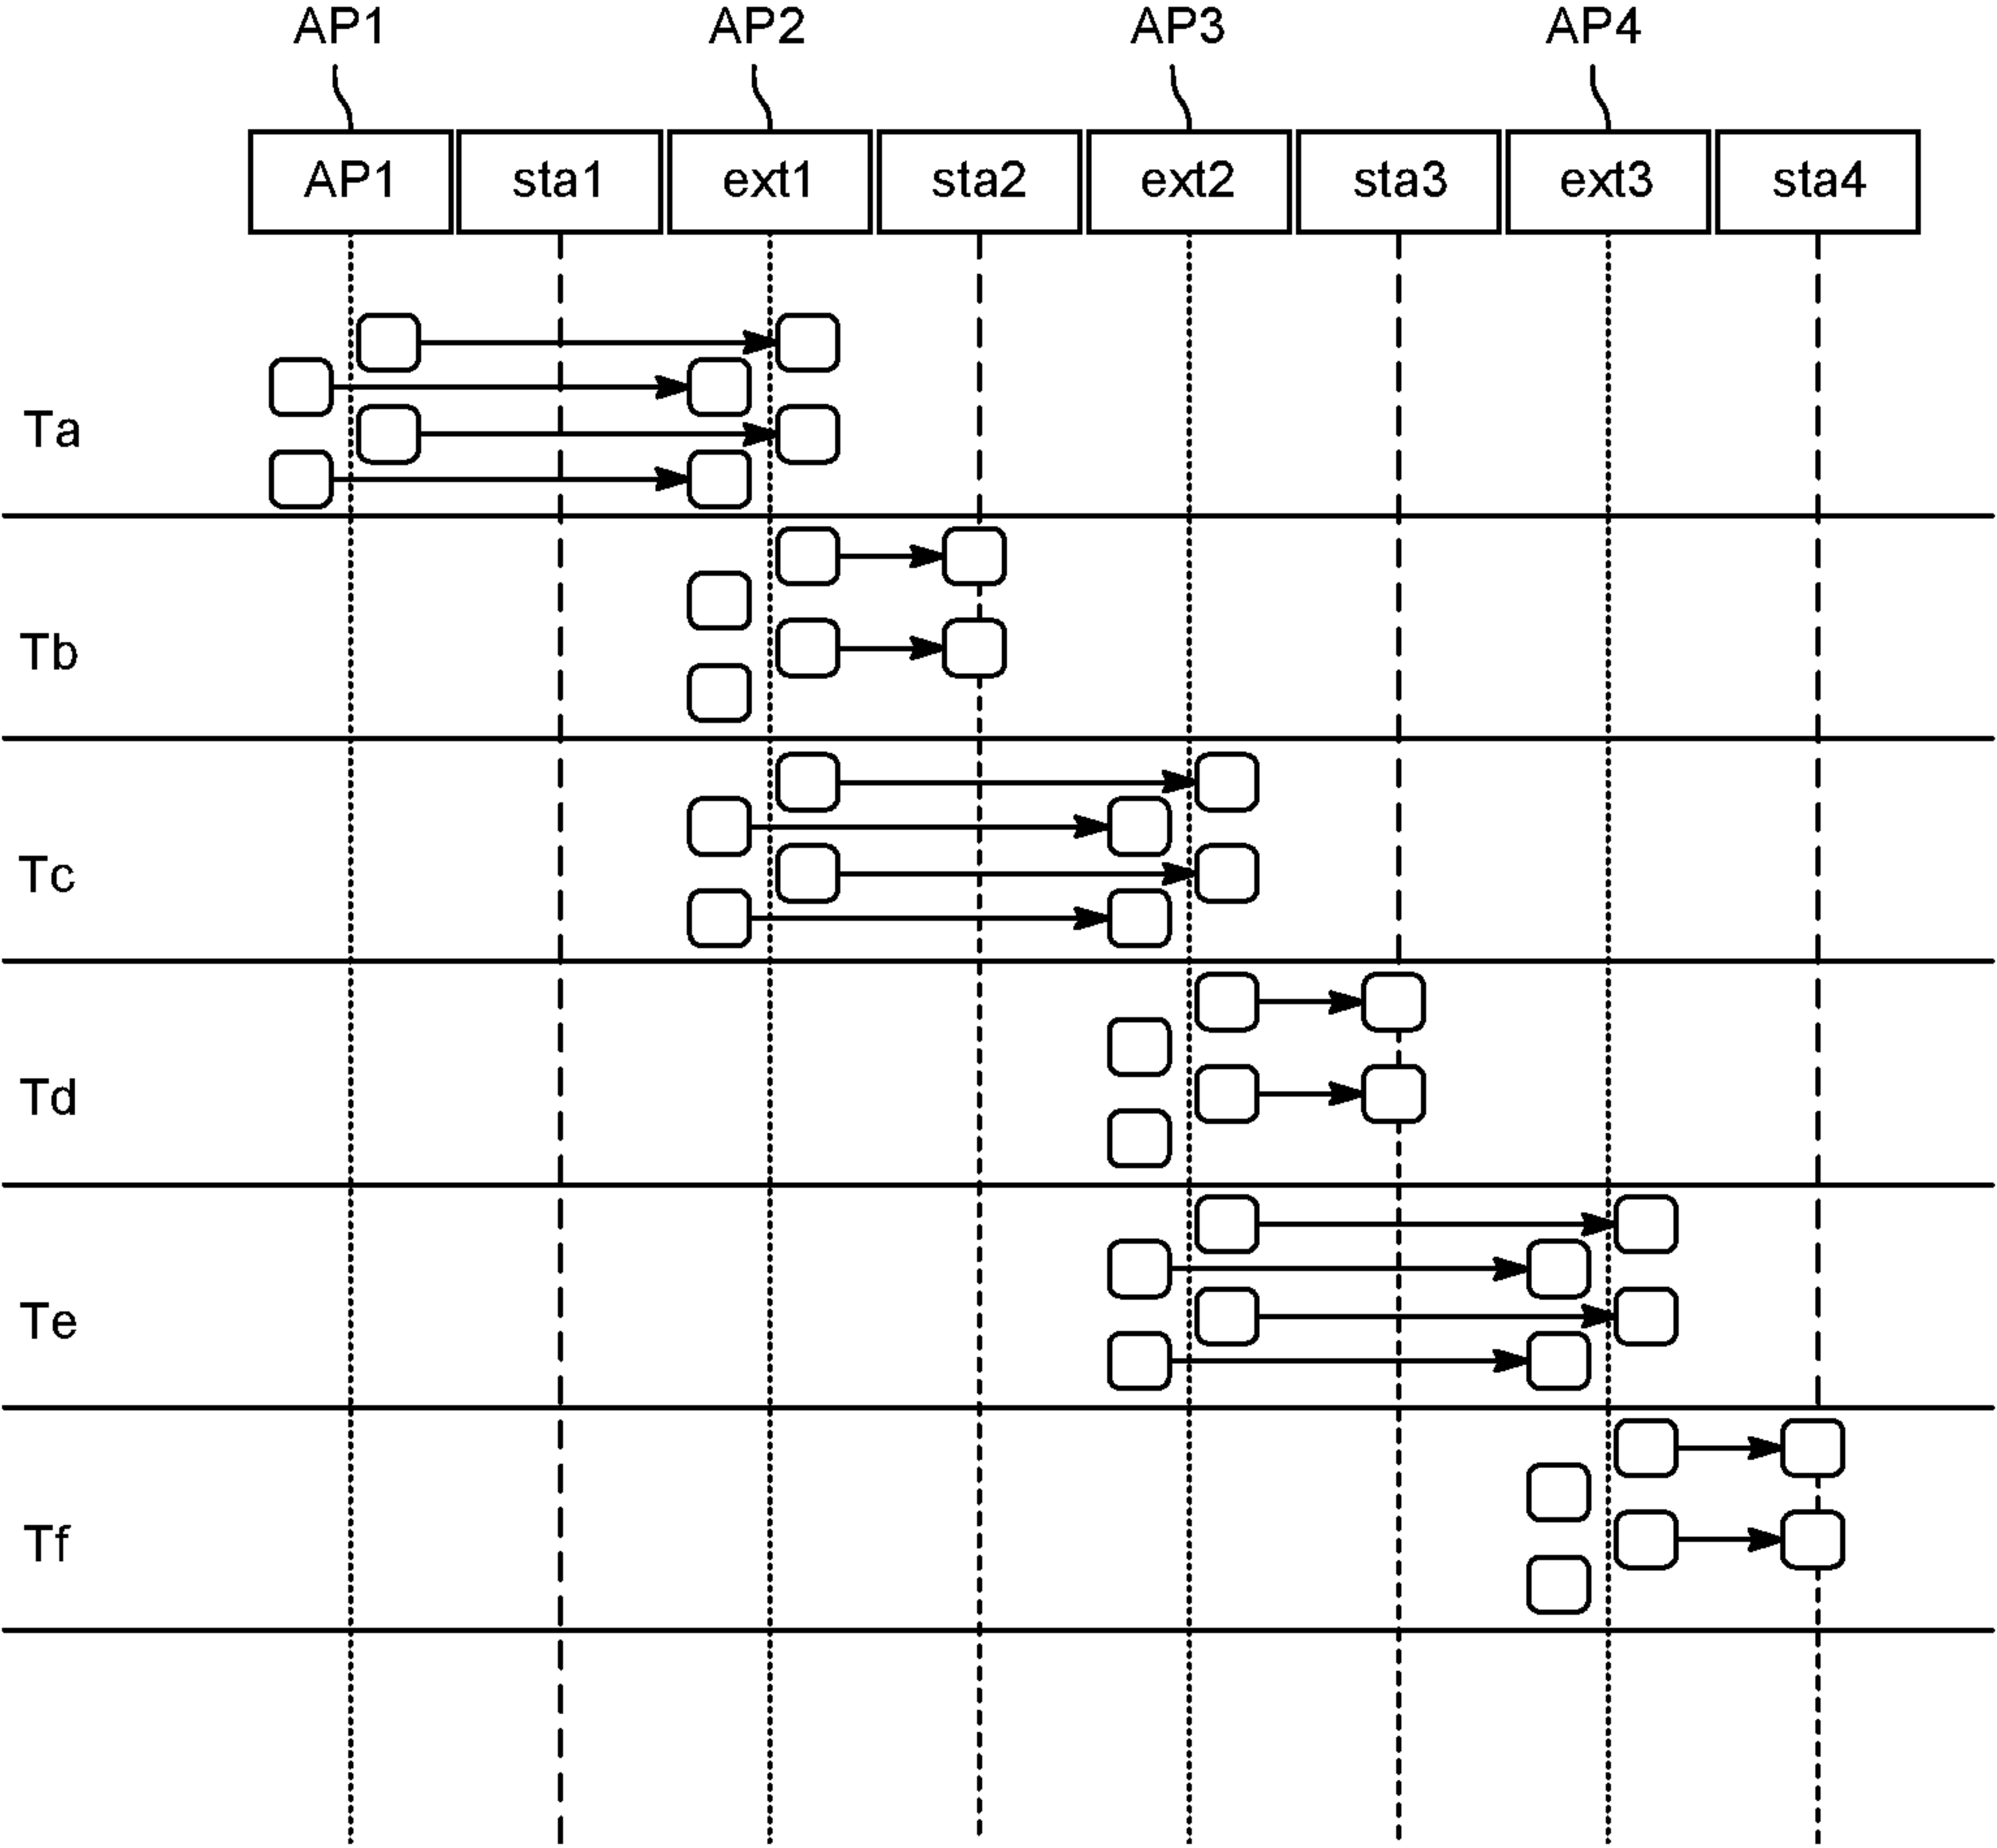 AP1 AP2 AP3 AP4
AP1 sta1 ext1 sta2 ext2 sta3 ext3 sta4
Ta
Tb
Tc
Td
Te
Tf